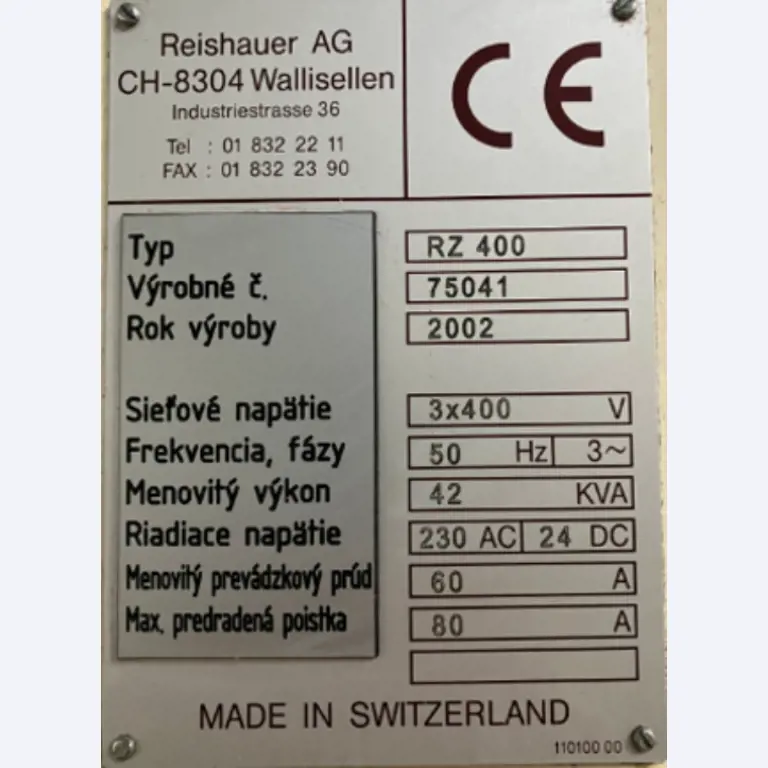 Reishauer AG
CH-8304 Wallisellen
Industriestrasse 36
Tel : 01 832 22 11
FAX : 01 832 23 90
CE
Typ RZ 400
Výrobné č. 75041
Rok výroby 2002
Sieťové napätie 3x400 V
Frekvencia, fázy 50 Hz 3~
Menovitý výkon 42 KVA
Riadiace napätie 230 AC 24 DC
Menovitý prevádzkový prúd 60 A
Max. predradená poistka 80 A
MADE IN SWITZERLAND
110100 00